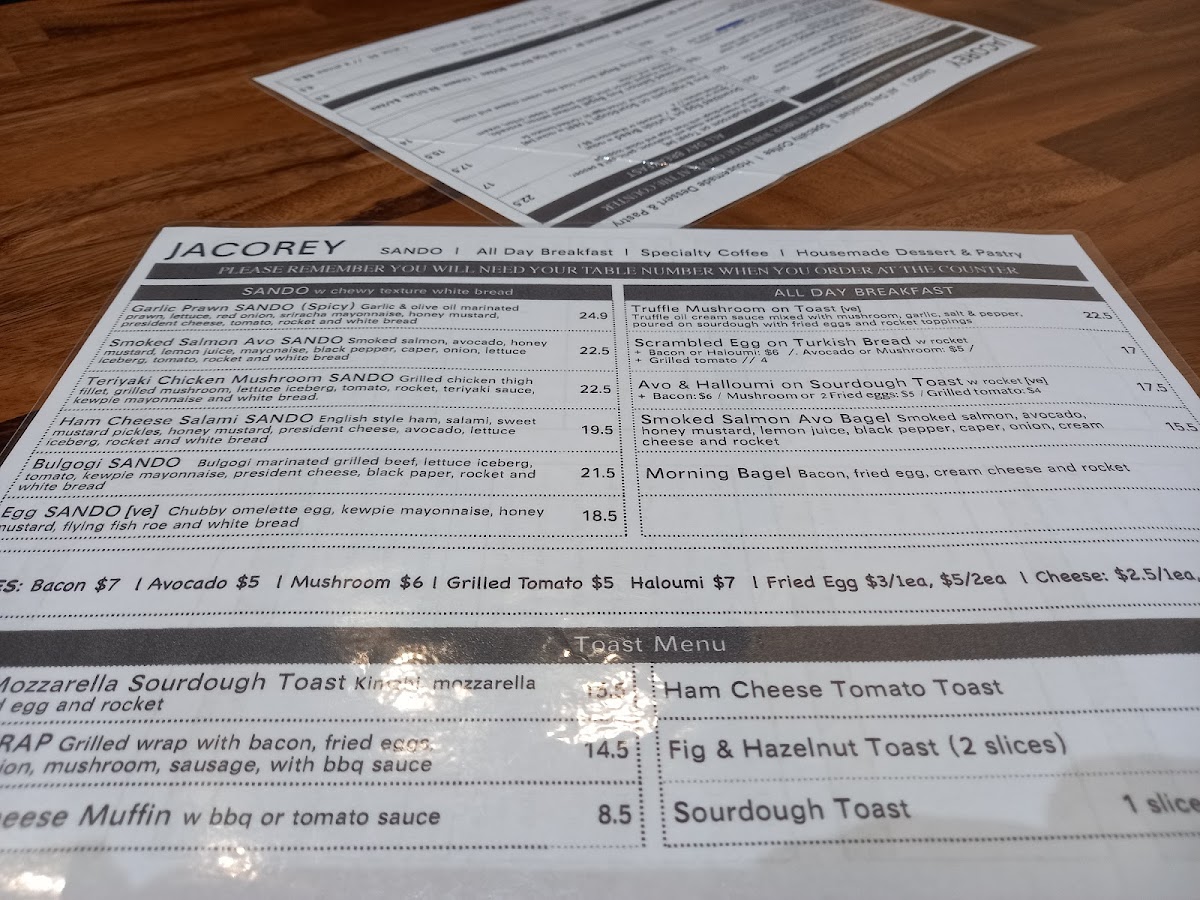 JACOREY SANDO | All Day Breakfast | Specialty Coffee | Housemade Dessert & Pastry
PLEASE REMEMBER YOU WILL NEED YOUR TABLE NUMBER WHEN YOU ORDER AT THE COUNTER
SANDO w chewy texture white bread
Garlic Prawn SANDO (Spicy) Garlic & olive oil marinated
prawn, lettuce, red onion, sriracha mayonnaise, honey mustard, 24.9
president cheese, tomato, rocket and white bread
Smoked Salmon Avo SANDO Smoked salmon, avocado, honey
mustard, lemon juice, mayonaise, black pepper, caper, onion, lettuce 22.5
iceberg, tomato, rocket and white bread
Teriyaki Chicken Mushroom SANDO Grilled chicken thigh
fillet, grilled mushroom, lettuce iceberg, tomato, rocket, teriyaki sauce, 22.5
kewpie mayonnaise and white bread.
Ham Cheese Salami SANDO English style ham, salami, sweet
mustard pickles, honey mustard, president cheese, avocado, lettuce 19.5
iceberg, rocket and white bread
Bulgogi SANDO Bulgogi marinated grilled beef, lettuce iceberg,
tomato, kewpie mayonnaise, president cheese, black paper, rocket and 21.5
white bread
Egg SANDO [ve] Chubby omelette egg, kewpie mayonnaise, honey 18.5
mustard, flying fish roe and white bread
ALL DAY BREAKFAST
Truffle Mushroom on Toast [ve]
Truffle oil cream sauce mixed with mushroom, garlic, salt & pepper, 22.5
poured on sourdough with fried eggs and rocket toppings
Scrambled Egg on Turkish Bread w rocket
+ Bacon or Haloumi: $6 /. Avocado or Mushroom: $5 / 17
+ Grilled tomato // 4
Avo & Halloumi on Sourdough Toast w rocket [ve] 17.5
+ Bacon: $6 / Mushroom or 2 Fried eggs: $5 / Grilled tomato: $4
Smoked Salmon Avo Bagel Smoked salmon, avocado,
honey mustard, lemon juice, black pepper, caper, onion, cream 15.5
cheese and rocket
Morning Bagel Bacon, fried egg, cream cheese and rocket
ES: Bacon $7 | Avocado $5 | Mushroom $6 | Grilled Tomato $5 Haloumi $7 | Fried Egg $3/1ea, $5/2ea | Cheese: $2.5/1ea,
Toast Menu
Mozzarella Sourdough Toast mozzarella
egg and rocket
RAP Grilled wrap with bacon, fried eggs, 14.5
ion, mushroom, sausage, with bbq sauce
eese Muffin w bbq or tomato sauce 8.5
Ham Cheese Tomato Toast
Fig & Hazelnut Toast (2 slices)
Sourdough Toast 1 slice